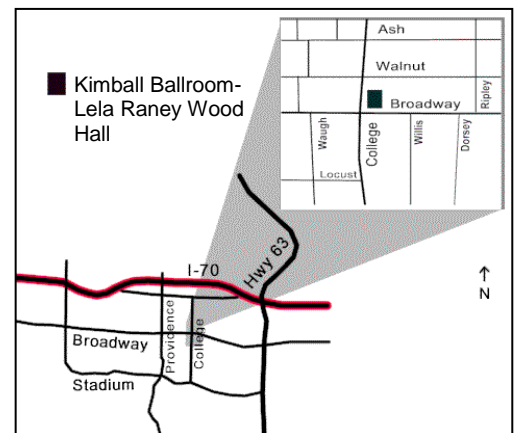 Kimball Ballroom-
Lela Raney Wood
Hall
Ash
Walnut
Broadway
Ripley
Waugh
College
Willis
Dorsey
Locust
I-70
Hwy 63
N
Broadway
Providence
College
Stadium